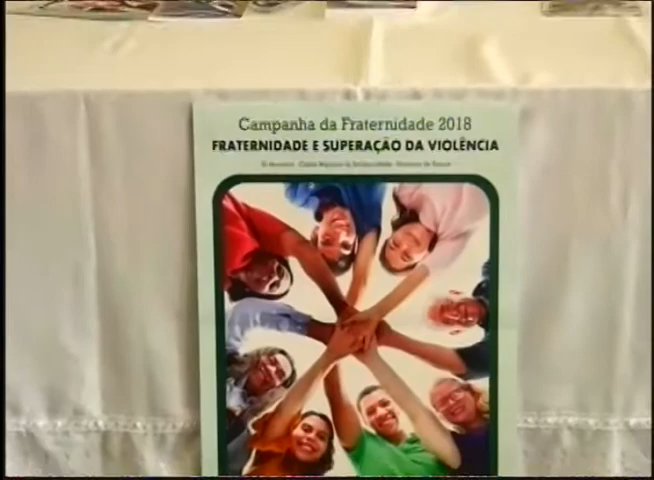 Campanha da Fraternidade 2018
FRATERNIDADE E SUPERAÇÃO DA VIOLÊNCIA